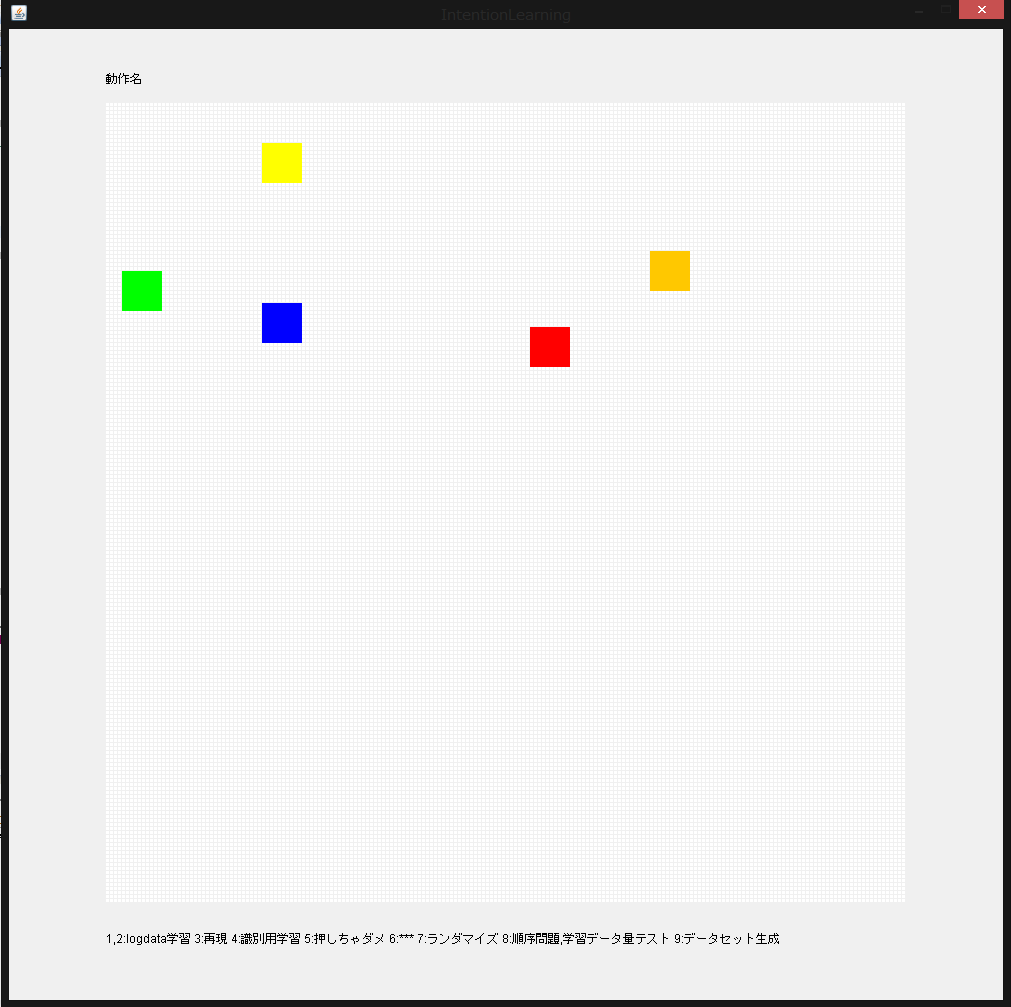 IntentionLearning
動作名
1,2:logdata学習 3:再現 4:識別用学習 5:押しちゃダメ 6:*** 7:ランダマイズ 8:順序問題,学習データ量テスト 9:データセット生成